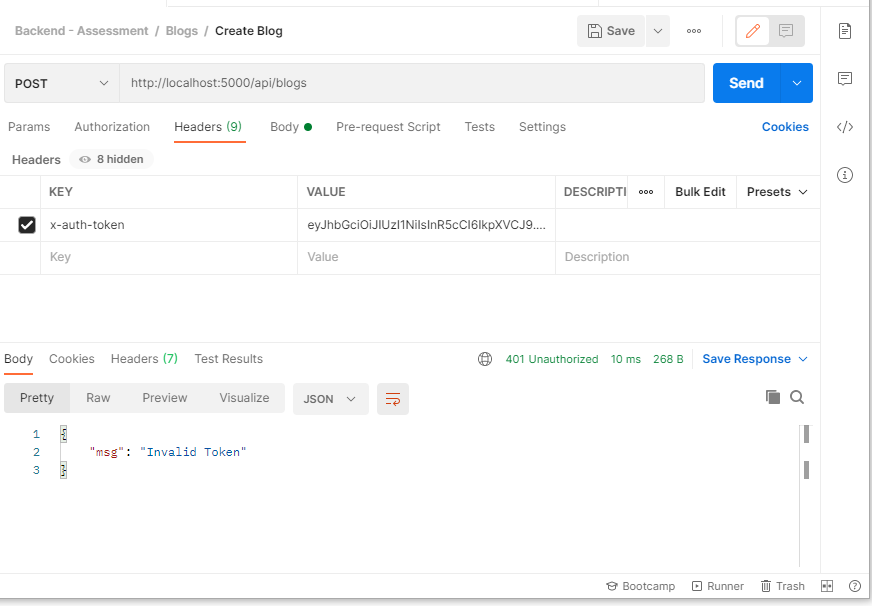 Backend - Assessment / Blogs / Create Blog
Save
POST
http://localhost:5000/api/blogs
Send
Params Authorization Headers (9) Body Pre-request Script Tests Settings Cookies
Headers 8 hidden
KEY VALUE DESCRIPTI Bulk Edit Presets
x-auth-token eyJhbGciOiJIUzI1NiIsInR5cCI6IkpXVCJ9....
Key Value Description
Body Cookies Headers (7) Test Results 401 Unauthorized 10 ms 268 B Save Response
Pretty Raw Preview Visualize JSON
1 {
2 "msg": "Invalid Token"
3 }
Bootcamp Runner Trash